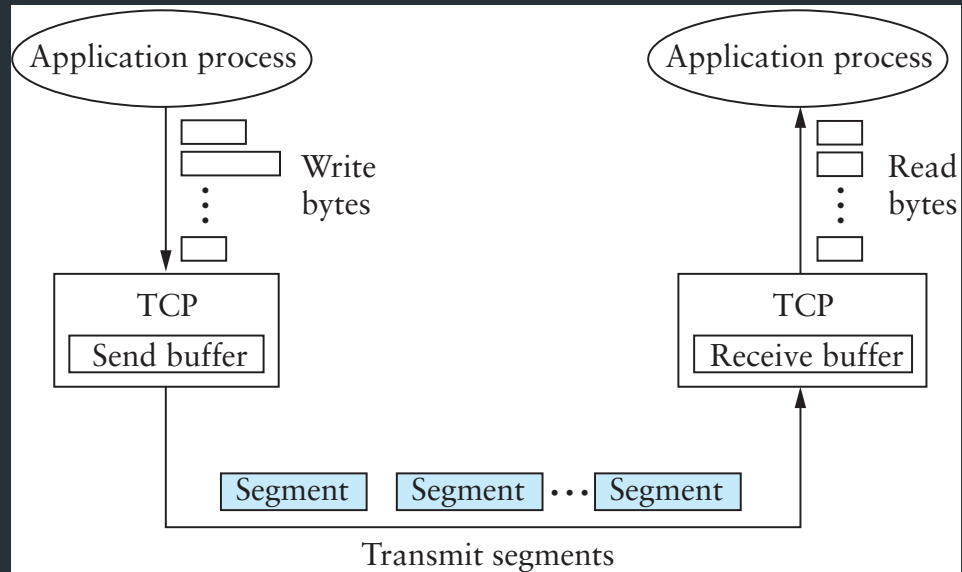 Application process
Application process
Write
bytes
Read
bytes
TCP
Send buffer
TCP
Receive buffer
Segment
Segment
Segment
Transmit segments